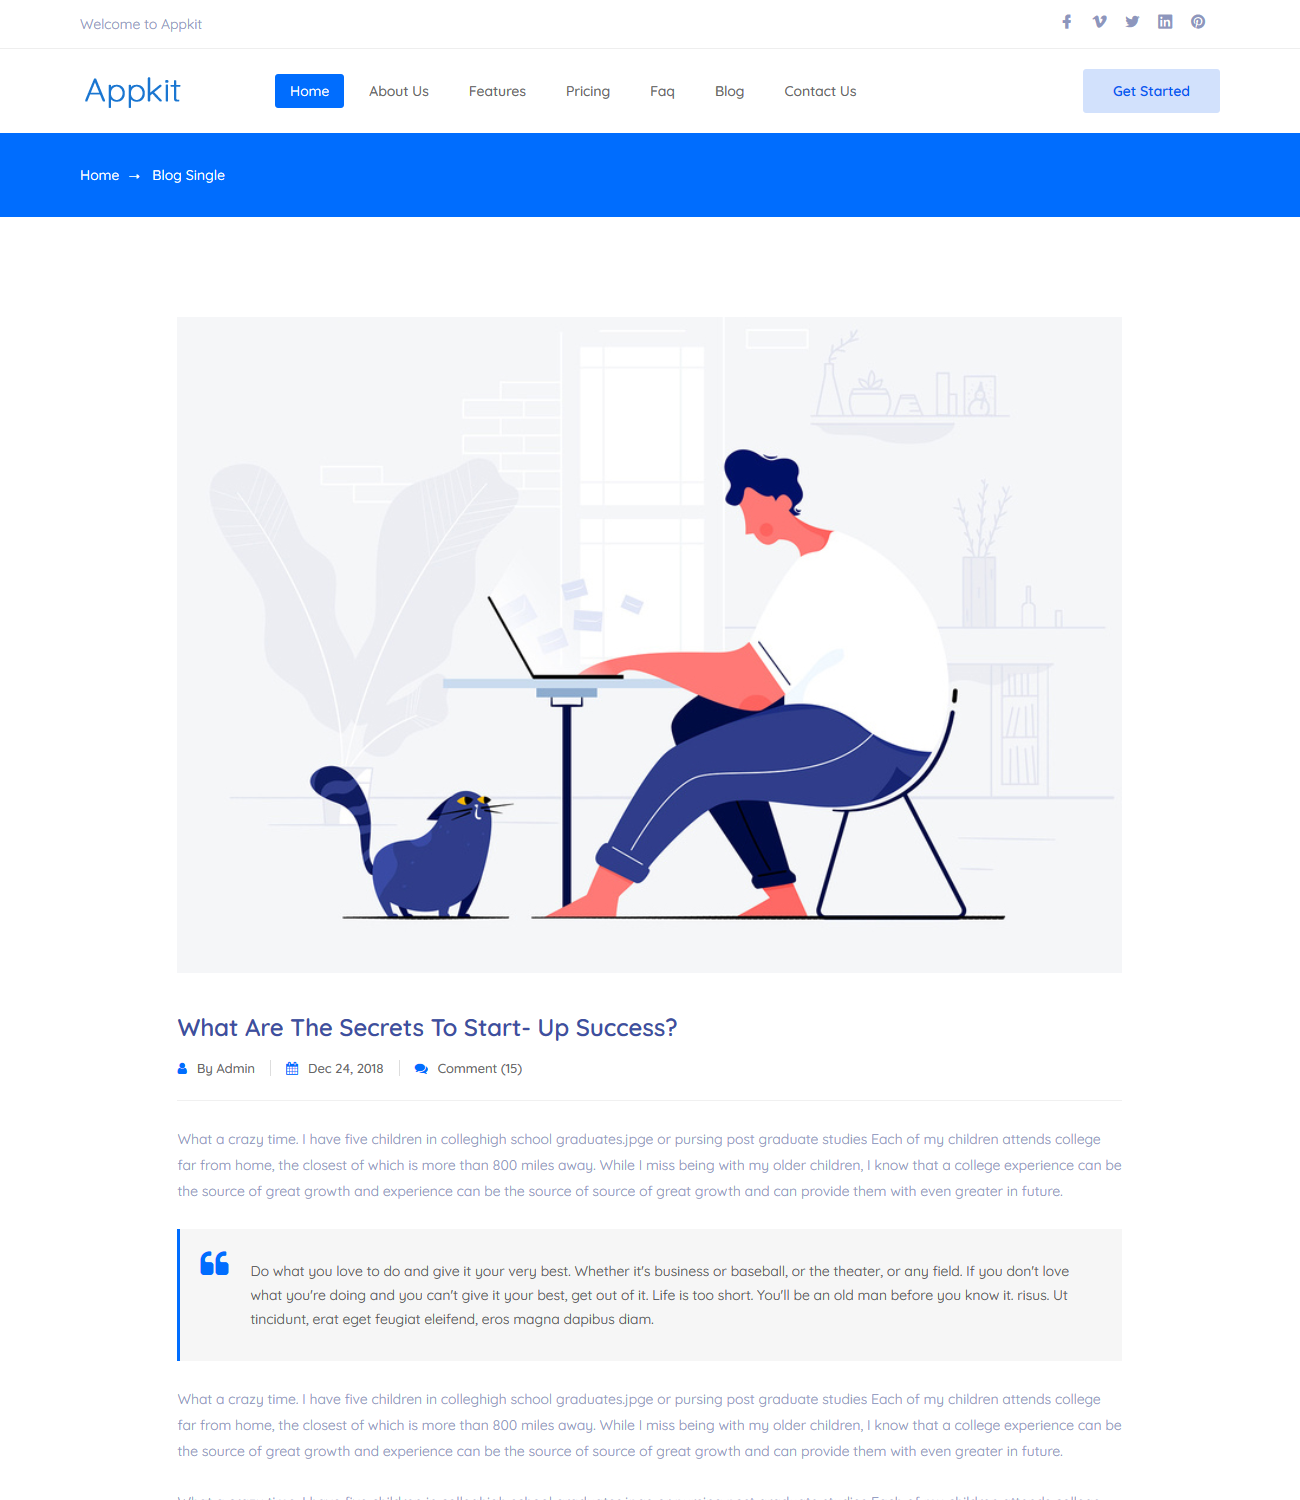 Welcome to Appkit
Appkit
Home
About Us
Features
Pricing
Faq
Blog
Contact Us
Get Started
Home → Blog Single
What Are The Secrets To Start- Up Success?
By Admin
Dec 24, 2018
Comment (15)
What a crazy time. I have five children in colleghigh school graduates.jpge or pursing post graduate studies Each of my children attends college
far from home, the closest of which is more than 800 miles away. While I miss being with my older children, I know that a college experience can be
the source of great growth and experience can be the source of source of great growth and can provide them with even greater in future.
Do what you love to do and give it your very best. Whether it's business or baseball, or the theater, or any field. If you don't love
what you're doing and you can't give it your best, get out of it. Life is too short. You'll be an old man before you know it. risus. Ut
tincidunt, erat eget feugiat eleifend, eros magna dapibus diam.
What a crazy time. I have five children in colleghigh school graduates.jpge or pursing post graduate studies Each of my children attends college
far from home, the closest of which is more than 800 miles away. While I miss being with my older children, I know that a college experience can be
the source of great growth and experience can be the source of source of great growth and can provide them with even greater in future.